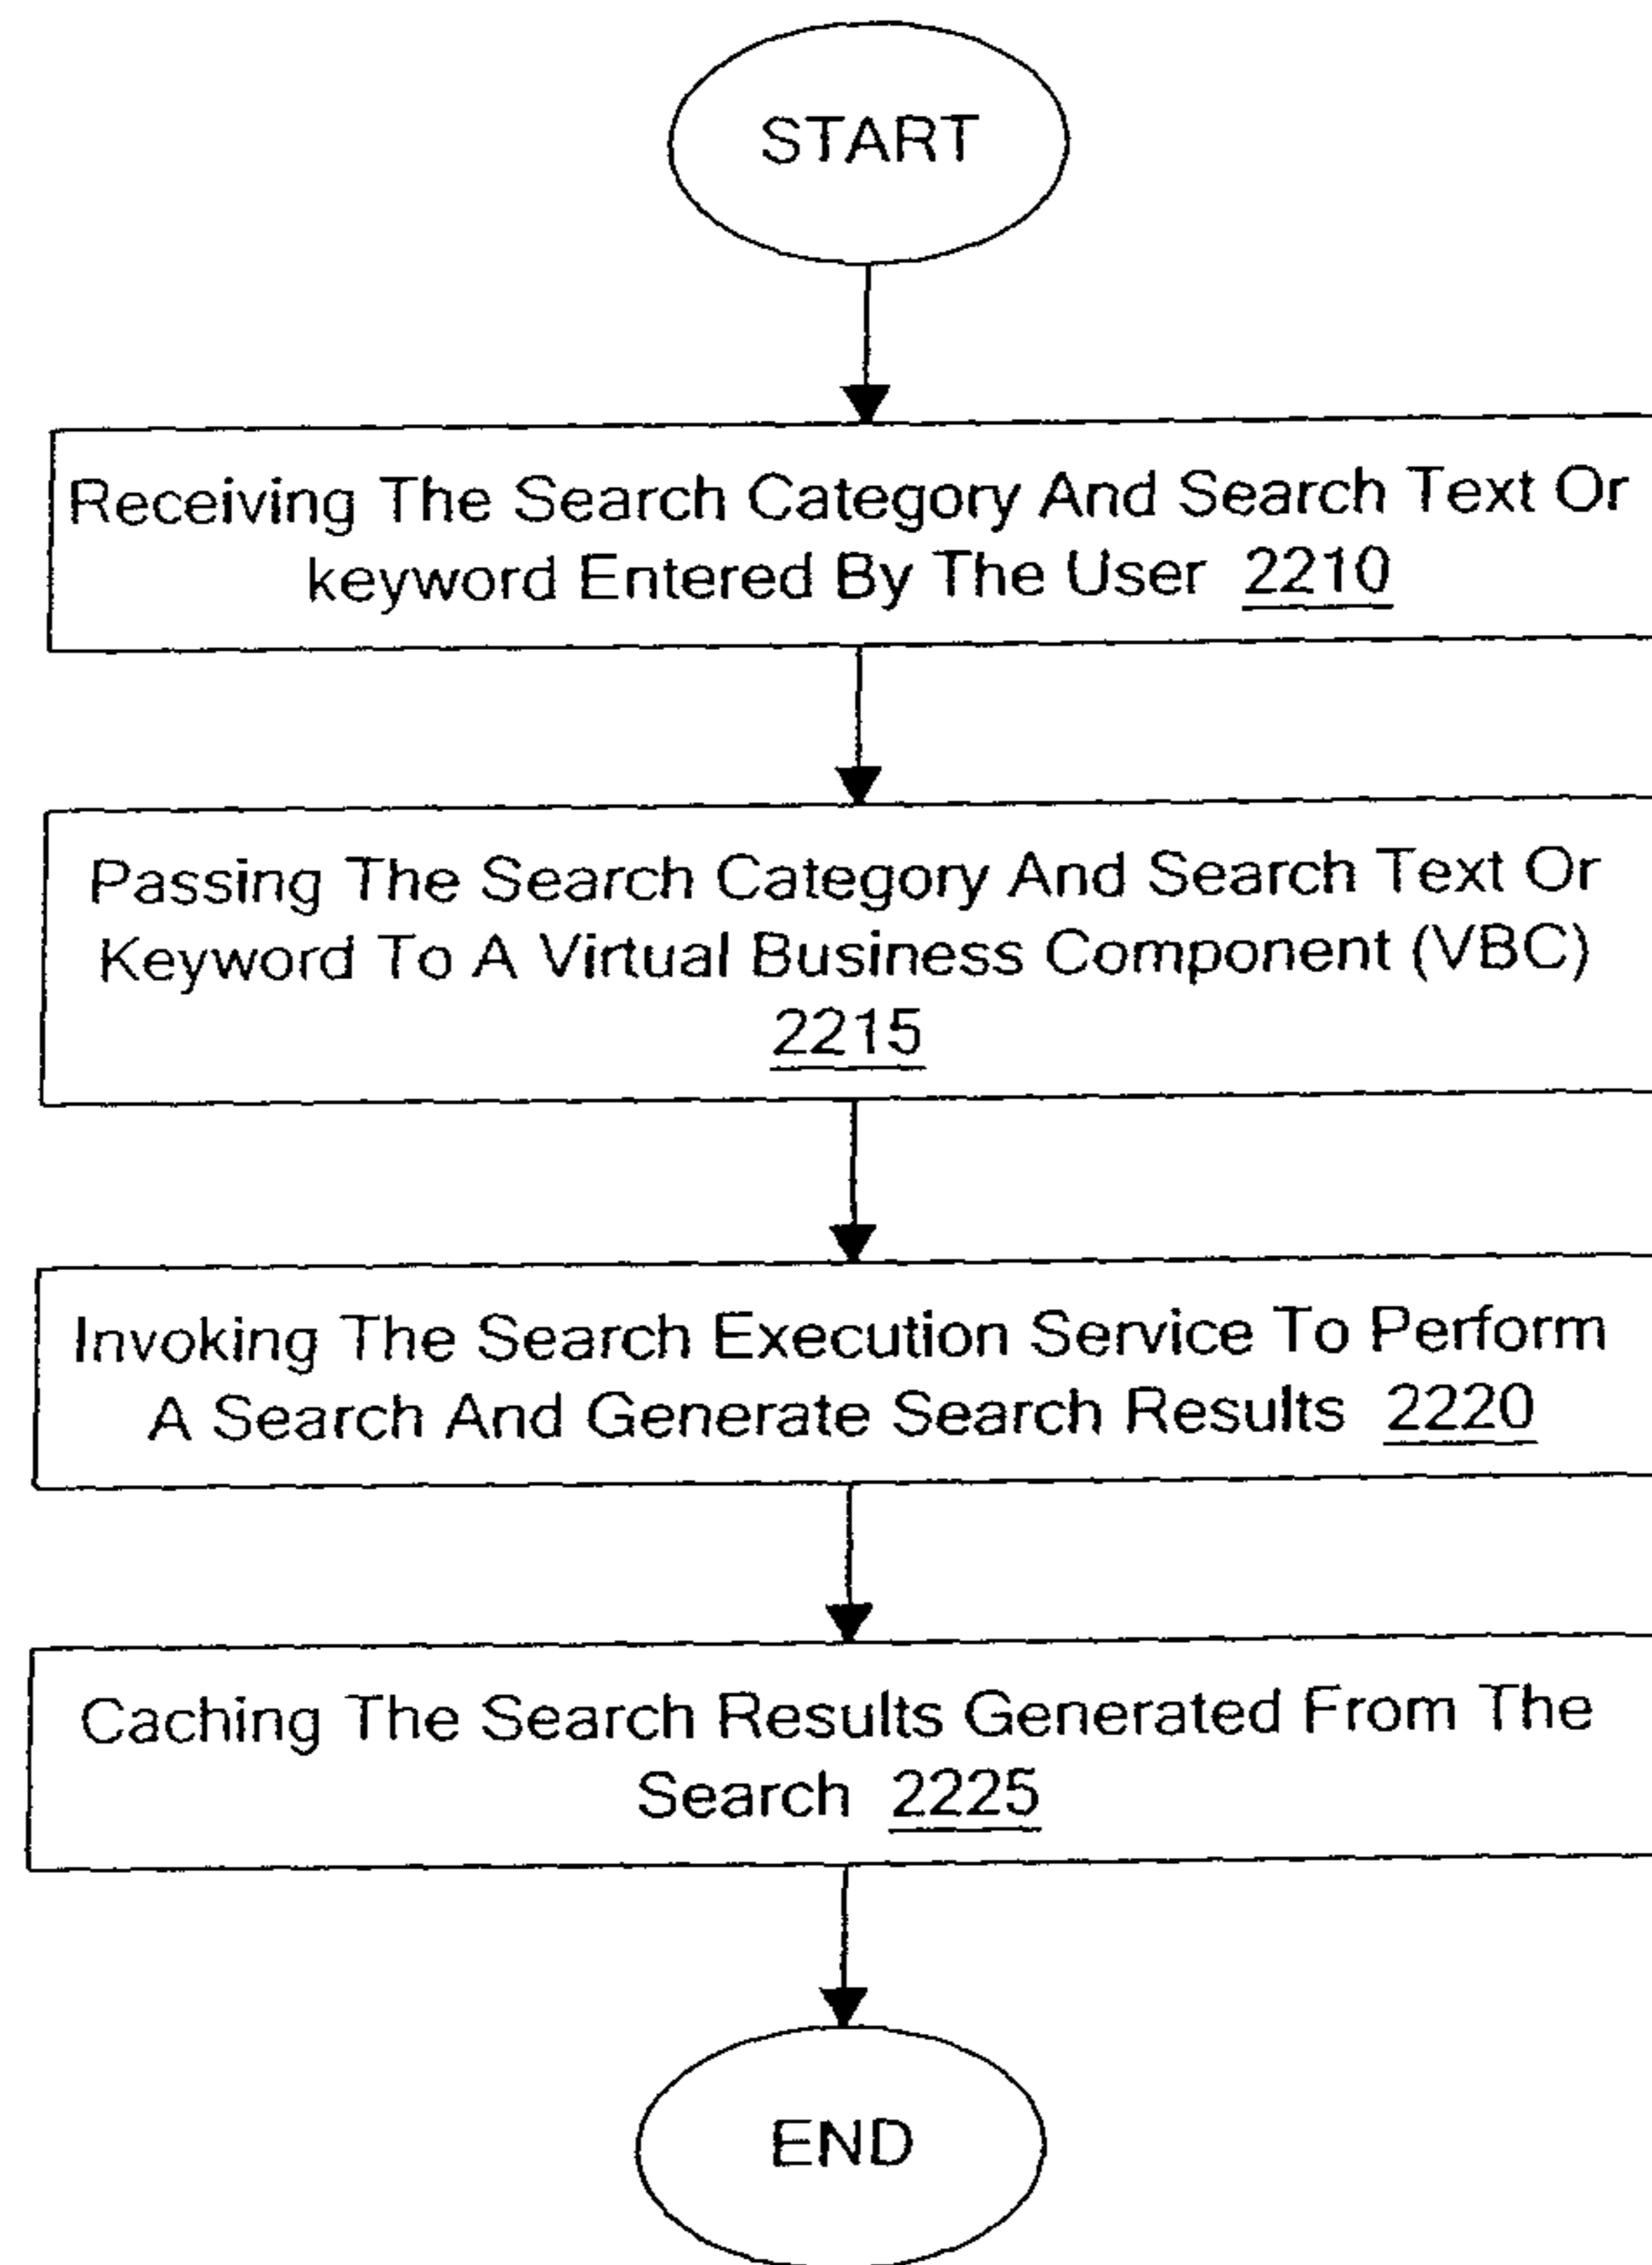 START
Receiving The Search Category And Search Text Or
keyword Entered By The User 2210
Passing The Search Category And Search Text Or
Keyword To A Virtual Business Component (VBC)
2215
Invoking The Search Execution Service To Perform
A Search And Generate Search Results 2220
Caching The Search Results Generated From The
Search 2225
END